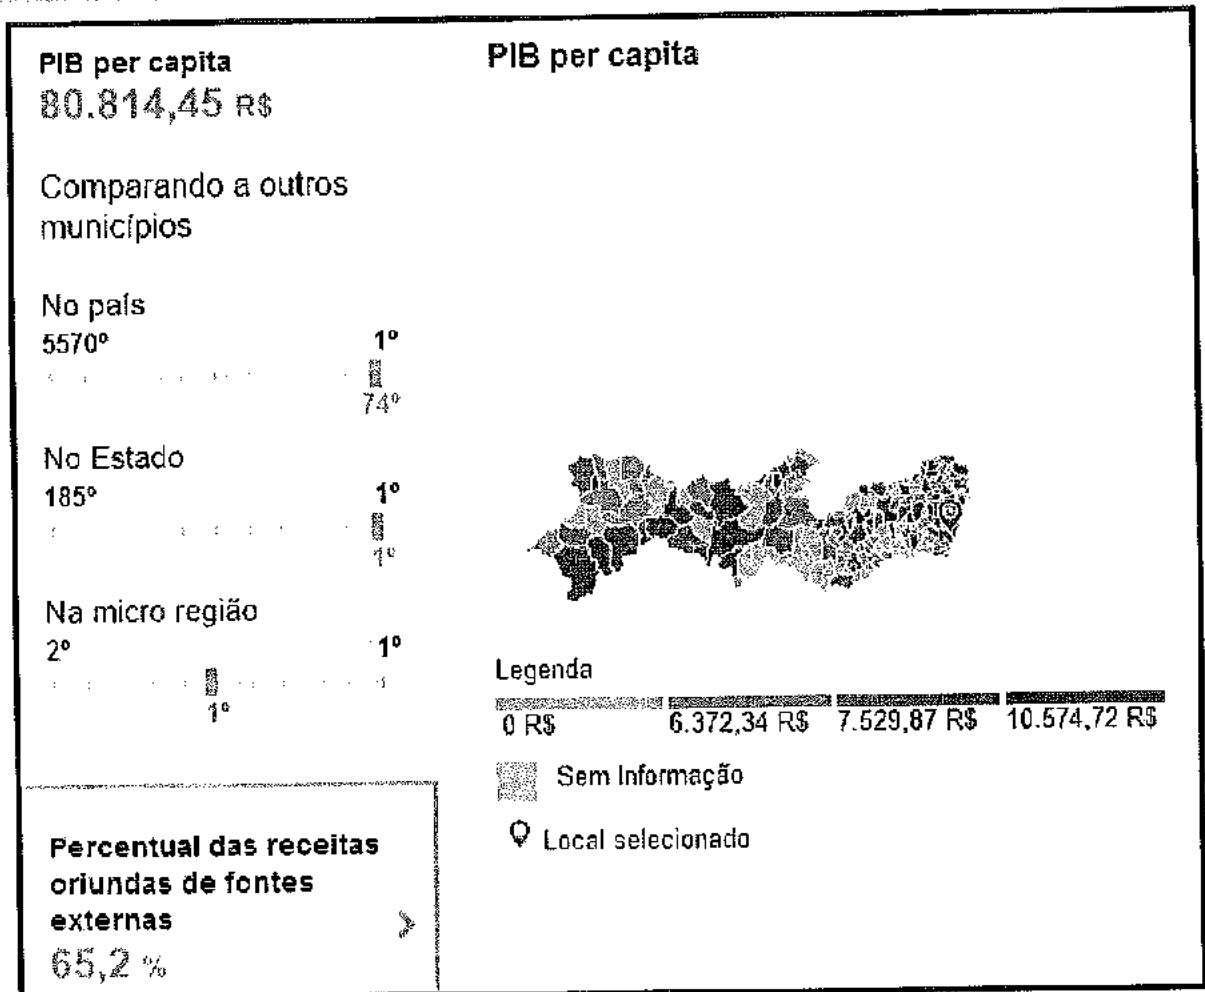 PIB per capita
80.814,45 R$
Comparando a outros
municípios
No país
5570º
1º
74º
No Estado
185º
1º
1º
Na micro região
2º
1º
1º
Percentual das receitas
oriundas de fontes
externas
65,2 %
PIB per capita
Legenda
0 R$
6.372,34 R$
7.529,87 R$
10.574,72 R$
Sem Informação
Local selecionado